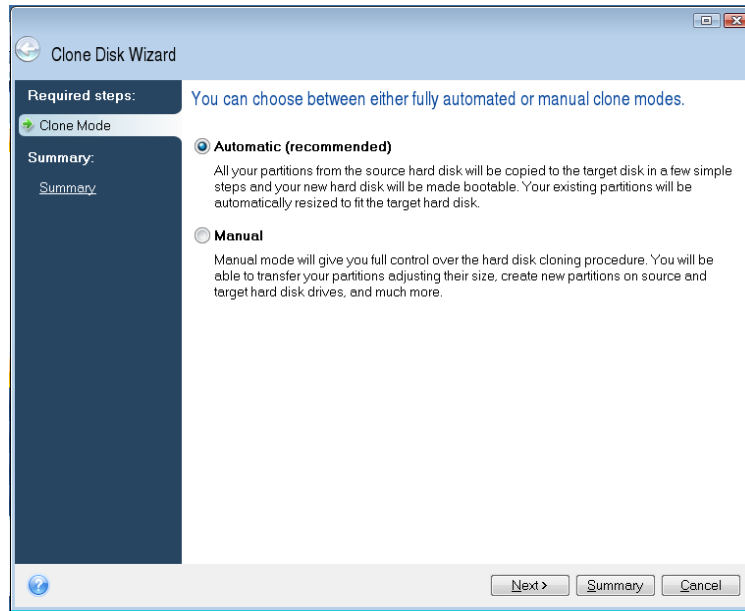 Clone Disk Wizard
Required steps:
Clone Mode
Summary:
Summary
You can choose between either fully automated or manual clone modes.
Automatic (recommended)
All your partitions from the source hard disk will be copied to the target disk in a few simple
steps and your new hard disk will be made bootable. Your existing partitions will be
automatically resized to fit the target hard disk.
Manual
Manual mode will give you full control over the hard disk cloning procedure. You will be
able to transfer your partitions adjusting their size, create new partitions on source and
target hard disk drives, and much more.
?
Next >
Summary
Cancel